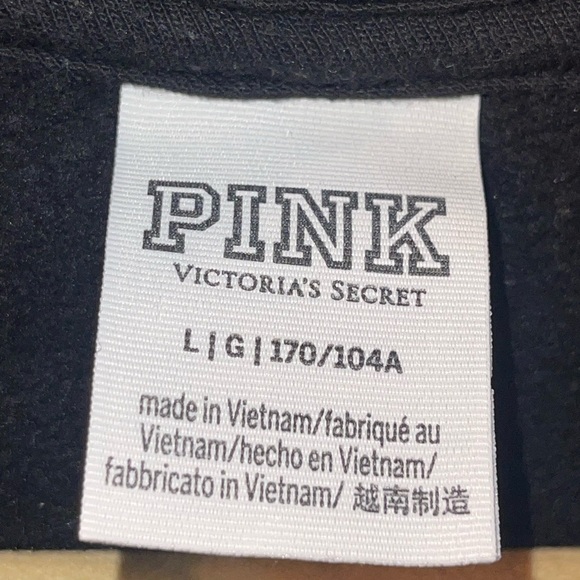 PINK
VICTORIA'S SECRET
L | G | 170/104A
made in Vietnam/fabriqué au
Vietnam/hecho en Vietnam/
fabbricato in Vietnam/ 越南制造